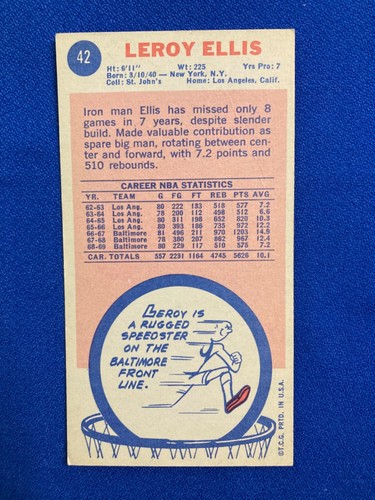 42
LEROY ELLIS
Ht: 6'11" Wt: 225 Yrs Pro: 7
Born: 3/10/40 — New York, N.Y.
Coll: St. John's Home: Los Angeles, Calif.
Iron man Ellis has missed only 8
games in 7 years, despite slender
build. Made valuable contribution as
spare big man, rotating between cen-
ter and forward, with 7.2 points and
510 rebounds.
CAREER NBA STATISTICS
YR. TEAM G FG FT REB PTS AVG
62-63 Los Ang. 80 222 133 518 577 7.2
63-64 Los Ang. 78 200 112 498 512 6.6
64-65 Los Ang. 80 311 198 652 820 10.3
65-66 Los Ang. 80 393 186 735 972 12.2
66-67 Baltimore 81 496 211 970 1203 14.9
67-68 Baltimore 78 380 207 862 967 12.4
68-69 Baltimore 80 229 117 510 575 7.2
CAR. TOTALS 557 2231 1164 4745 5626 10.1
LEROY IS
A RUGGED
SPEEDSTER
ON THE
BALTIMORE
FRONT
LINE.
©T.C.G. PRTD. IN U.S.A.